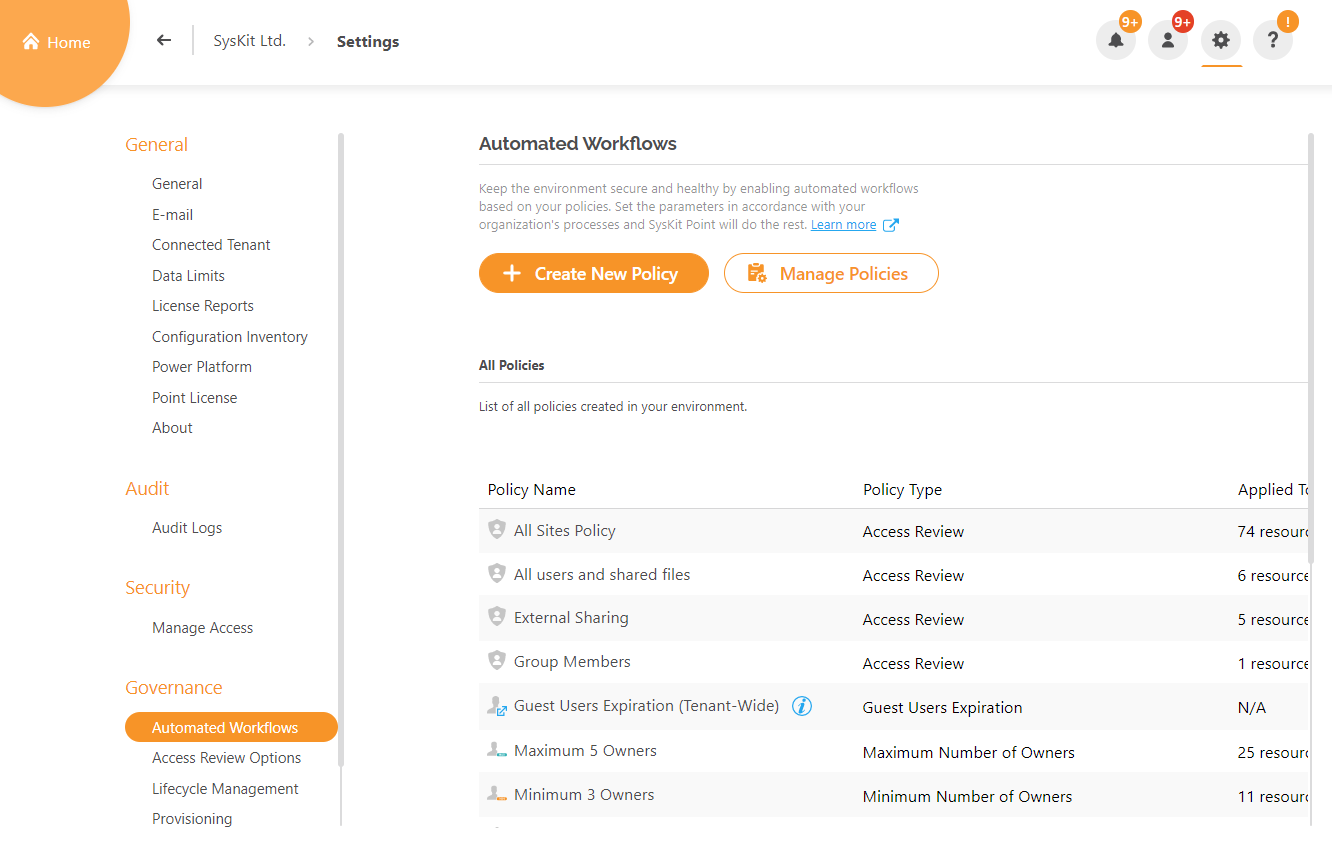 Home
SysKit Ltd.
Settings
9+
9+
!
?
General
General
E-mail
Connected Tenant
Data Limits
License Reports
Configuration Inventory
Power Platform
Point License
About
Audit
Audit Logs
Security
Manage Access
Governance
Automated Workflows
Access Review Options
Lifecycle Management
Provisioning
Automated Workflows
Keep the environment secure and healthy by enabling automated workflows
based on your policies. Set the parameters in accordance with your
organization's processes and SysKit Point will do the rest. Learn more
Create New Policy
Manage Policies
All Policies
List of all policies created in your environment.
Policy Name Policy Type Applied
All Sites Policy Access Review 74
All users and shared files Access Review 6
External Sharing Access Review 5
Group Members Access Review 1
Guest Users Expiration (Tenant-Wide) i Guest Users Expiration N/A
Maximum 5 Owners Maximum Number of Owners 25
Minimum 3 Owners Minimum Number of Owners 11